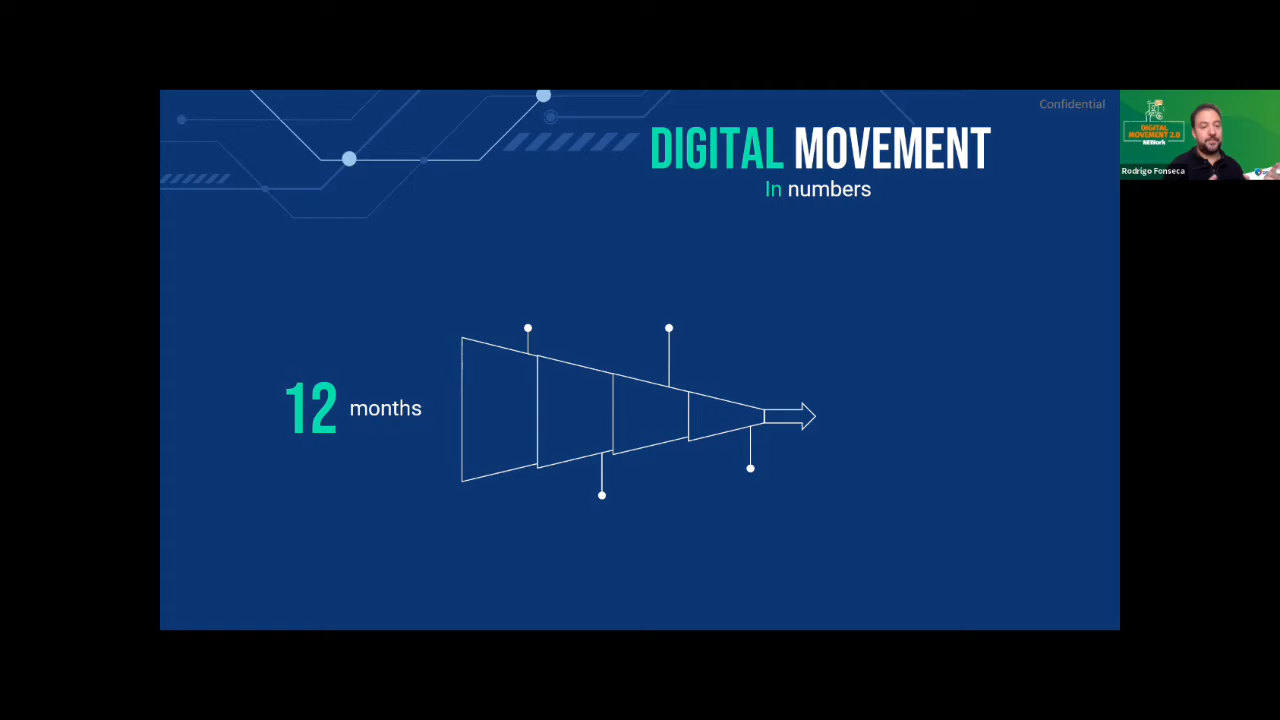 Confidential
DIGITAL MOVEMENT
In numbers
12 months
DIGITAL
MOVEMENT 2.0
Rodrigo Fonseca